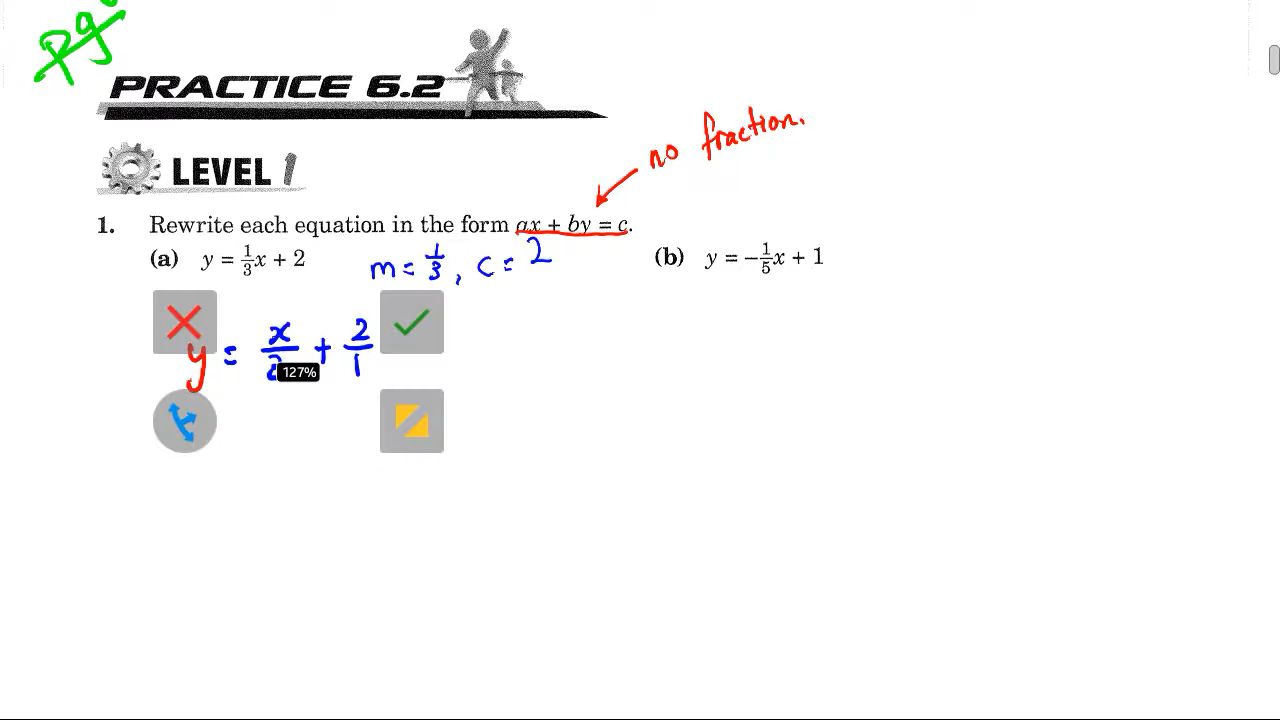 Pg
PRACTICE 6.2
no fraction.
LEVEL 1
1. Rewrite each equation in the form ax + by = c.
(a) y = 1/3x + 2
m = 1/3, c = 2
(b) y = -1/5x + 1
y = x/ + 2/1
127%